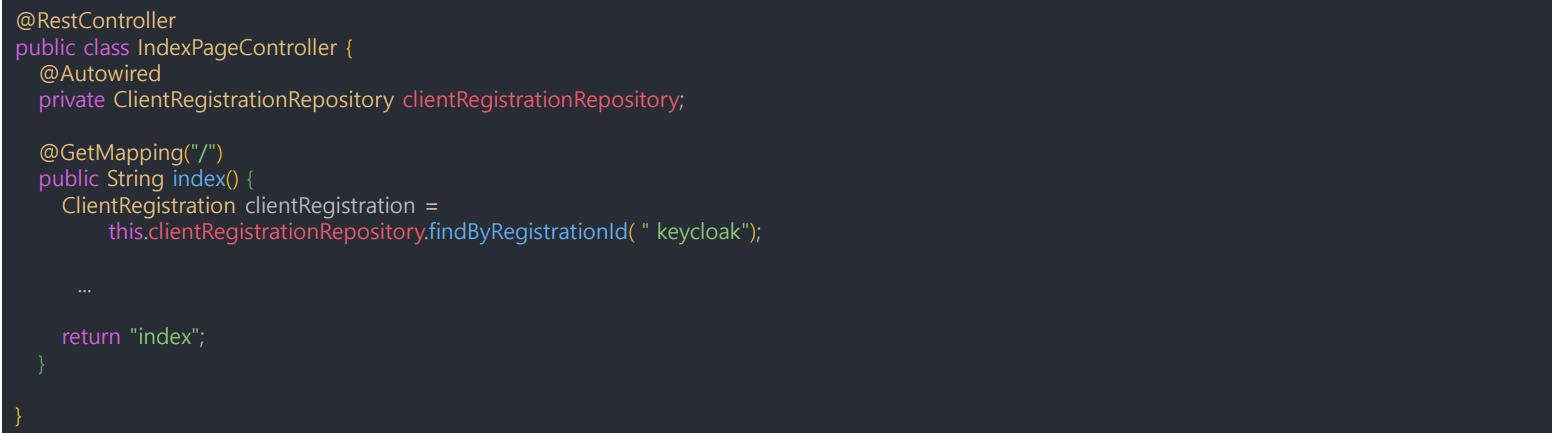 @RestController
public class IndexPageController {
@Autowired
private ClientRegistrationRepository clientRegistrationRepository;
@GetMapping("/")
public String index() {
ClientRegistration clientRegistration =
this.clientRegistrationRepository.findByRegistrationId( " keycloak");
...
return "index";
}
}